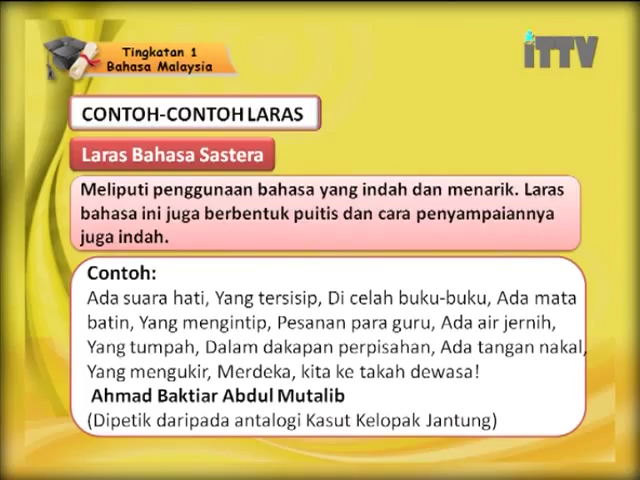 Tingkatan 1
Bahasa Malaysia
iTTV
CONTOH-CONTOH LARAS
Laras Bahasa Sastera
Meliputi penggunaan bahasa yang indah dan menarik. Laras
bahasa ini juga berbentuk puitis dan cara penyampaiannya
juga indah.
Contoh:
Ada suara hati, Yang tersisip, Di celah buku-buku, Ada mata
batin, Yang mengintip, Pesanan para guru, Ada air jernih,
Yang tumpah, Dalam dakapan perpisahan, Ada tangan nakal,
Yang mengukir, Merdeka, kita ke takah dewasa!
Ahmad Baktiar Abdul Mutalib
(Dipetik daripada antalogi Kasut Kelopak Jantung)